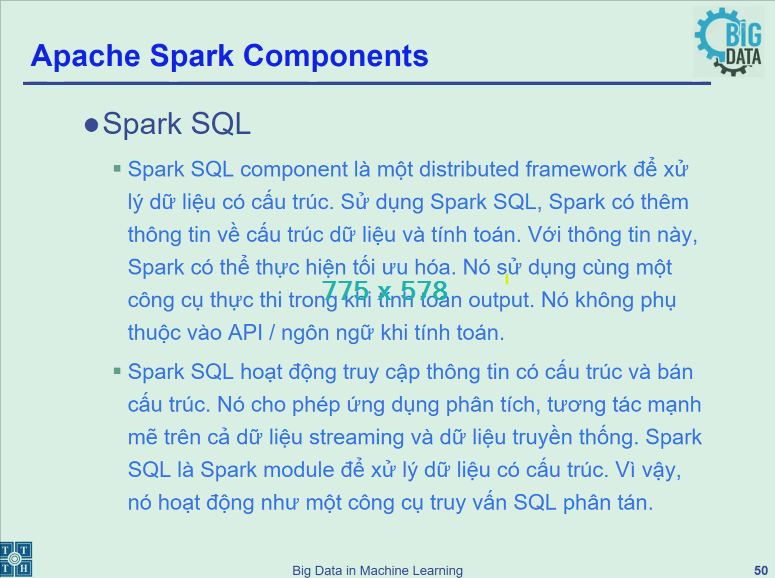 BIG
DATA
Apache Spark Components
Spark SQL
Spark SQL component là một distributed framework để xử
lý dữ liệu có cấu trúc. Sử dụng Spark SQL, Spark có thêm
thông tin về cấu trúc dữ liệu và tính toán. Với thông tin này,
Spark có thể thực hiện tối ưu hóa. Nó sử dụng cùng một
775 x 578
công cụ thực thi trong khi tính toán output. Nó không phụ
thuộc vào API / ngôn ngữ khi tính toán.
Spark SQL hoạt động truy cập thông tin có cấu trúc và bán
cấu trúc. Nó cho phép ứng dụng phân tích, tương tác mạnh
mẽ trên cả dữ liệu streaming và dữ liệu truyền thống. Spark
SQL là Spark module để xử lý dữ liệu có cấu trúc. Vì vậy,
nó hoạt động như một công cụ truy vấn SQL phân tán.
T T
T H
Big Data in Machine Learning
50